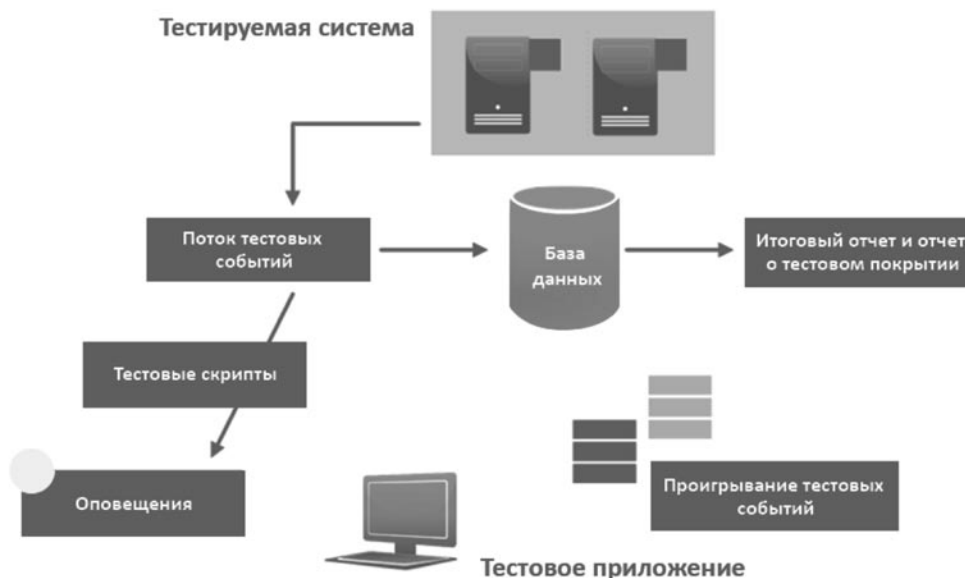 Тестируемая система
Поток тестовых
событий
База
данных
Итоговый отчет и отчет
о тестовом покрытии
Тестовые скрипты
Оповещения
Проигрывание тестовых
событий
Тестовое приложение